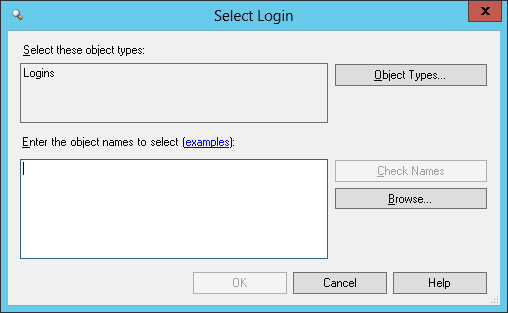 Select Login
Select these object types:
Logins
Object Types...
Enter the object names to select (examples):
Check Names
Browse...
OK
Cancel
Help